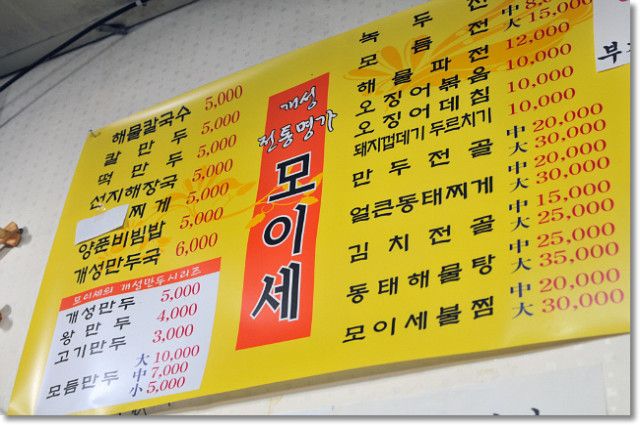 해물칼국수 5,000
칼만두 5,000
떡만두 5,000
선지해장국 5,000
찌게 5,000
양푼비빔밥 5,000
개성만두국 6,000
모이세의 개성만두시리즈
개성만두 5,000
왕만두 4,000
고기만두 3,000
모듬만두 大 10,000
中 7,000
小 5,000
개성
전통명가
모이세
녹두전
모듬전 中
大 15,000
해물파전 12,000
오징어볶음 10,000
오징어데침 10,000
돼지껍데기 두르치기 10,000
만두전골 中 20,000
大 30,000
얼큰동태찌게 中 20,000
大 30,000
김치전골 中 15,000
大 25,000
동태해물탕 中 25,000
大 35,000
모이세불찜 中 20,000
大 30,000
부